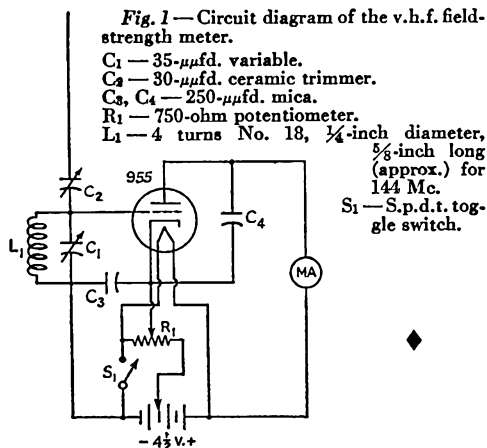 Fig. 1 — Circuit diagram of the v.h.f. field-
strength meter.
C1 — 35-μμfd. variable.
C2 — 30-μμfd. ceramic trimmer.
C3, C4 — 250-μμfd. mica.
R1 — 750-ohm potentiometer.
L1 — 4 turns No. 18, ¼-inch diameter,
⅝-inch long
(approx.) for
144 Mc.
S1 — S.p.d.t. tog-
gle switch.
955
C2
C4
L1
C1
MA
C3
R1
S1
- 4½ V. +